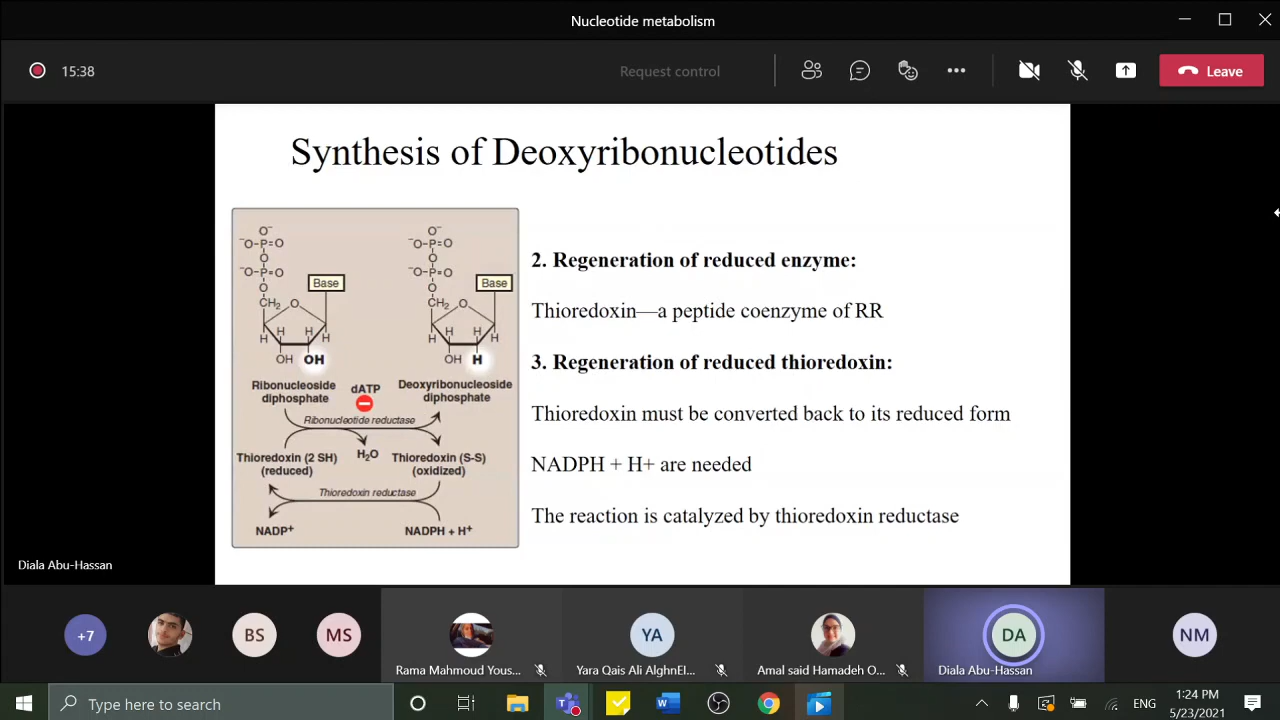 Nucleotide metabolism
15:38
Request control
Leave
Synthesis of Deoxyribonucleotides
O⁻
⁻O-P=O
O
⁻O-P=O
O
CH₂
O
Base
H
H
H
H
OH
OH
Ribonucleoside
diphosphate
O⁻
⁻O-P=O
O
⁻O-P=O
O
CH₂
O
Base
H
H
H
H
OH
H
Deoxyribonucleoside
diphosphate
dATP
Ribonucleotide reductase
H₂O
Thioredoxin (2 SH)
(reduced)
Thioredoxin (S-S)
(oxidized)
Thioredoxin reductase
NADP⁺
NADPH + H⁺
2. Regeneration of reduced enzyme:
Thioredoxin—a peptide coenzyme of RR
3. Regeneration of reduced thioredoxin:
Thioredoxin must be converted back to its reduced form
NADPH + H+ are needed
The reaction is catalyzed by thioredoxin reductase
Diala Abu-Hassan
+7
BS
MS
Rama Mahmoud Yous...
YA
Yara Qais Ali AlghnEl...
Amal said Hamadeh O...
DA
Diala Abu-Hassan
NM
Type here to search
ENG
1:24 PM
5/23/2021